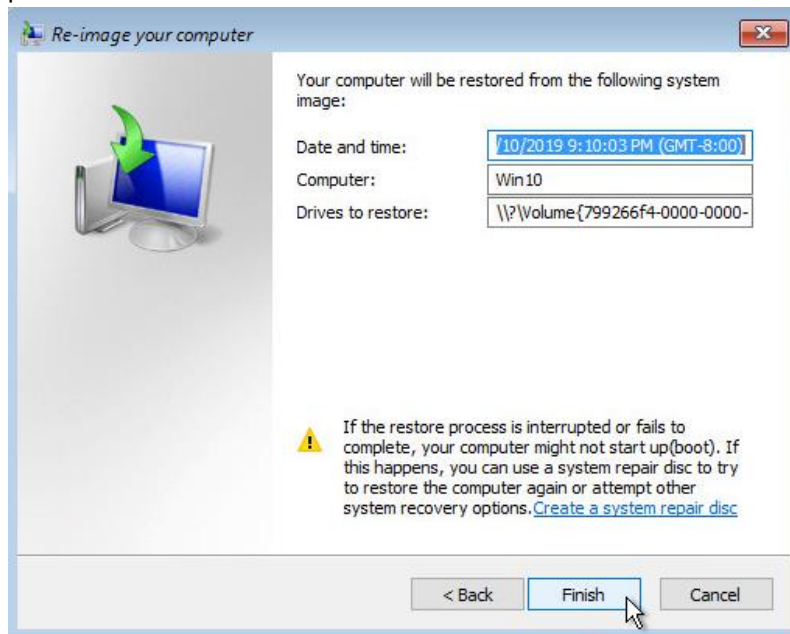 Re-image your computer
Your computer will be restored from the following system
image:
Date and time: /10/2019 9:10:03 PM (GMT-8:00)
Computer: Win10
Drives to restore: \\?\Volume{799266f4-0000-0000-
If the restore process is interrupted or fails to
complete, your computer might not start up(boot). If
this happens, you can use a system repair disc to try
to restore the computer again or attempt other
system recovery options.Create a system repair disc
< Back Finish Cancel